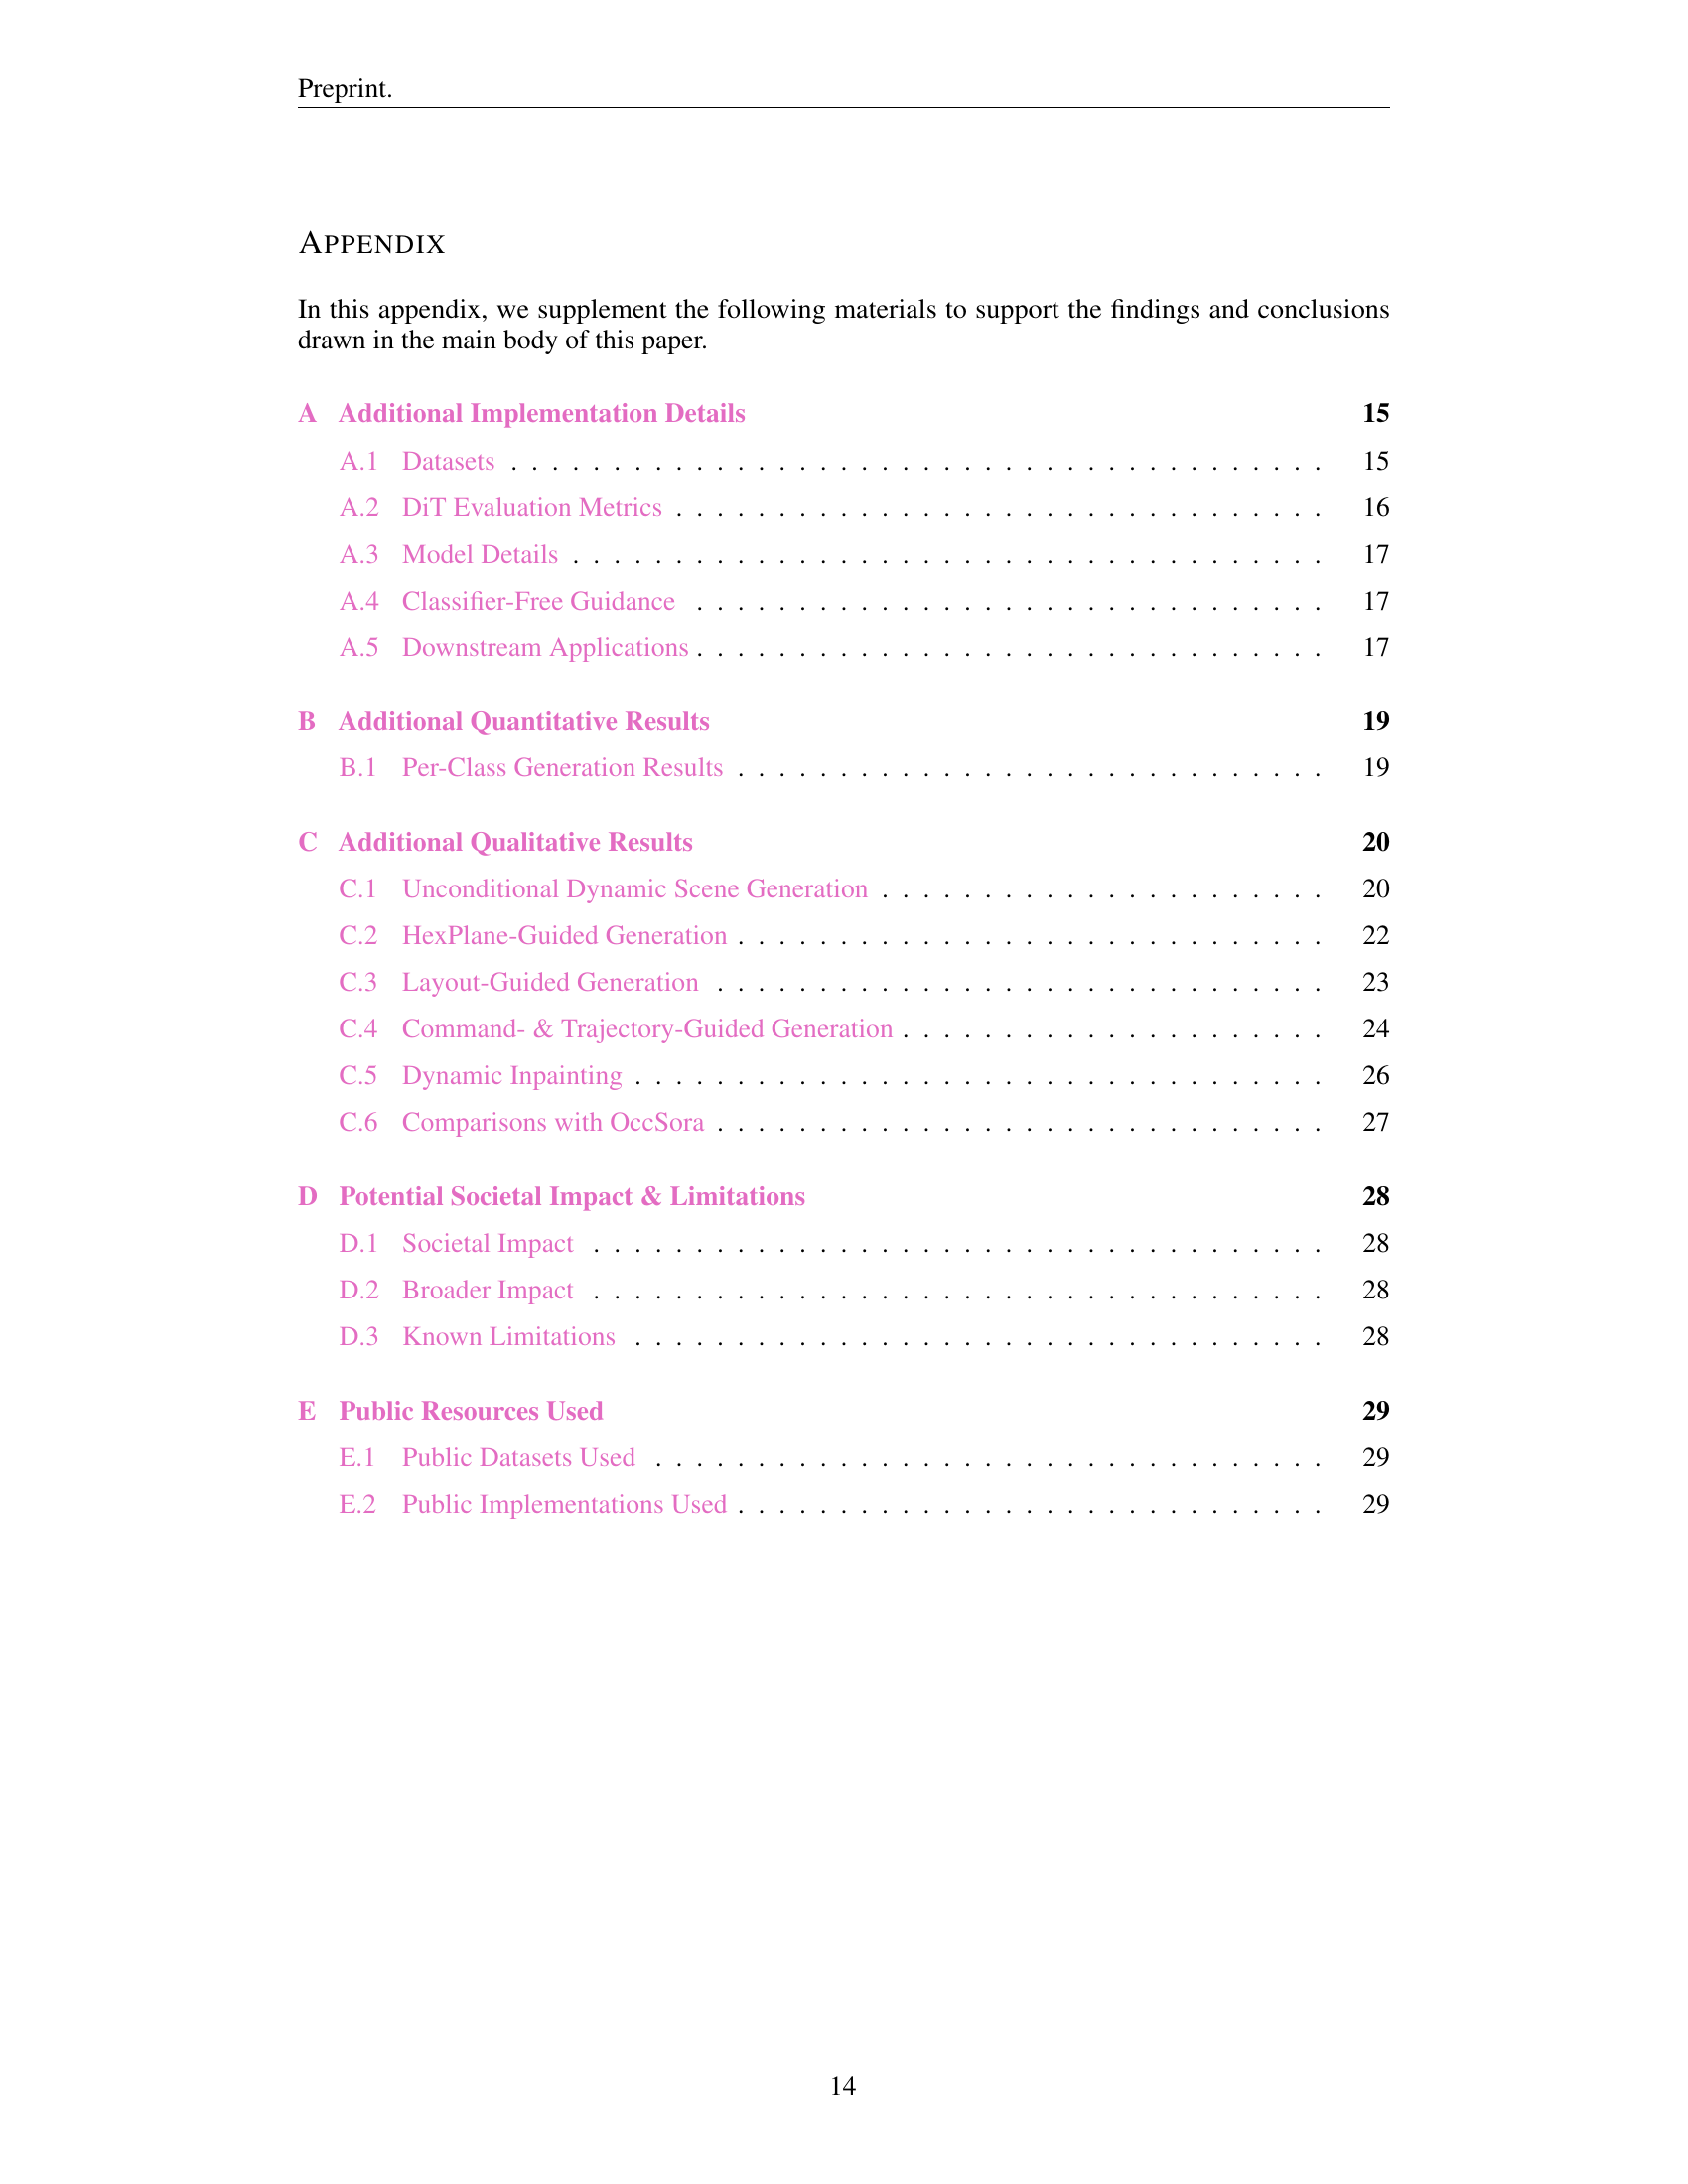 Preprint.
APPENDIX
In this appendix, we supplement the following materials to support the findings and conclusions
drawn in the main body of this paper.
A Additional Implementation Details 15
A.1 Datasets . . . . . . . . . . . . . . . . . . . . . . . . . . . . . . . . . . . . . . . . 15
A.2 DiT Evaluation Metrics . . . . . . . . . . . . . . . . . . . . . . . . . . . . . . . . 16
A.3 Model Details . . . . . . . . . . . . . . . . . . . . . . . . . . . . . . . . . . . . . 17
A.4 Classifier-Free Guidance . . . . . . . . . . . . . . . . . . . . . . . . . . . . . . . 17
A.5 Downstream Applications . . . . . . . . . . . . . . . . . . . . . . . . . . . . . . . 17
B Additional Quantitative Results 19
B.1 Per-Class Generation Results . . . . . . . . . . . . . . . . . . . . . . . . . . . . . 19
C Additional Qualitative Results 20
C.1 Unconditional Dynamic Scene Generation . . . . . . . . . . . . . . . . . . . . . . 20
C.2 HexPlane-Guided Generation . . . . . . . . . . . . . . . . . . . . . . . . . . . . . 22
C.3 Layout-Guided Generation . . . . . . . . . . . . . . . . . . . . . . . . . . . . . . 23
C.4 Command- & Trajectory-Guided Generation . . . . . . . . . . . . . . . . . . . . . 24
C.5 Dynamic Inpainting . . . . . . . . . . . . . . . . . . . . . . . . . . . . . . . . . . 26
C.6 Comparisons with OccSora . . . . . . . . . . . . . . . . . . . . . . . . . . . . . . 27
D Potential Societal Impact & Limitations 28
D.1 Societal Impact . . . . . . . . . . . . . . . . . . . . . . . . . . . . . . . . . . . . 28
D.2 Broader Impact . . . . . . . . . . . . . . . . . . . . . . . . . . . . . . . . . . . . 28
D.3 Known Limitations . . . . . . . . . . . . . . . . . . . . . . . . . . . . . . . . . . 28
E Public Resources Used 29
E.1 Public Datasets Used . . . . . . . . . . . . . . . . . . . . . . . . . . . . . . . . . 29
E.2 Public Implementations Used . . . . . . . . . . . . . . . . . . . . . . . . . . . . . 29
14